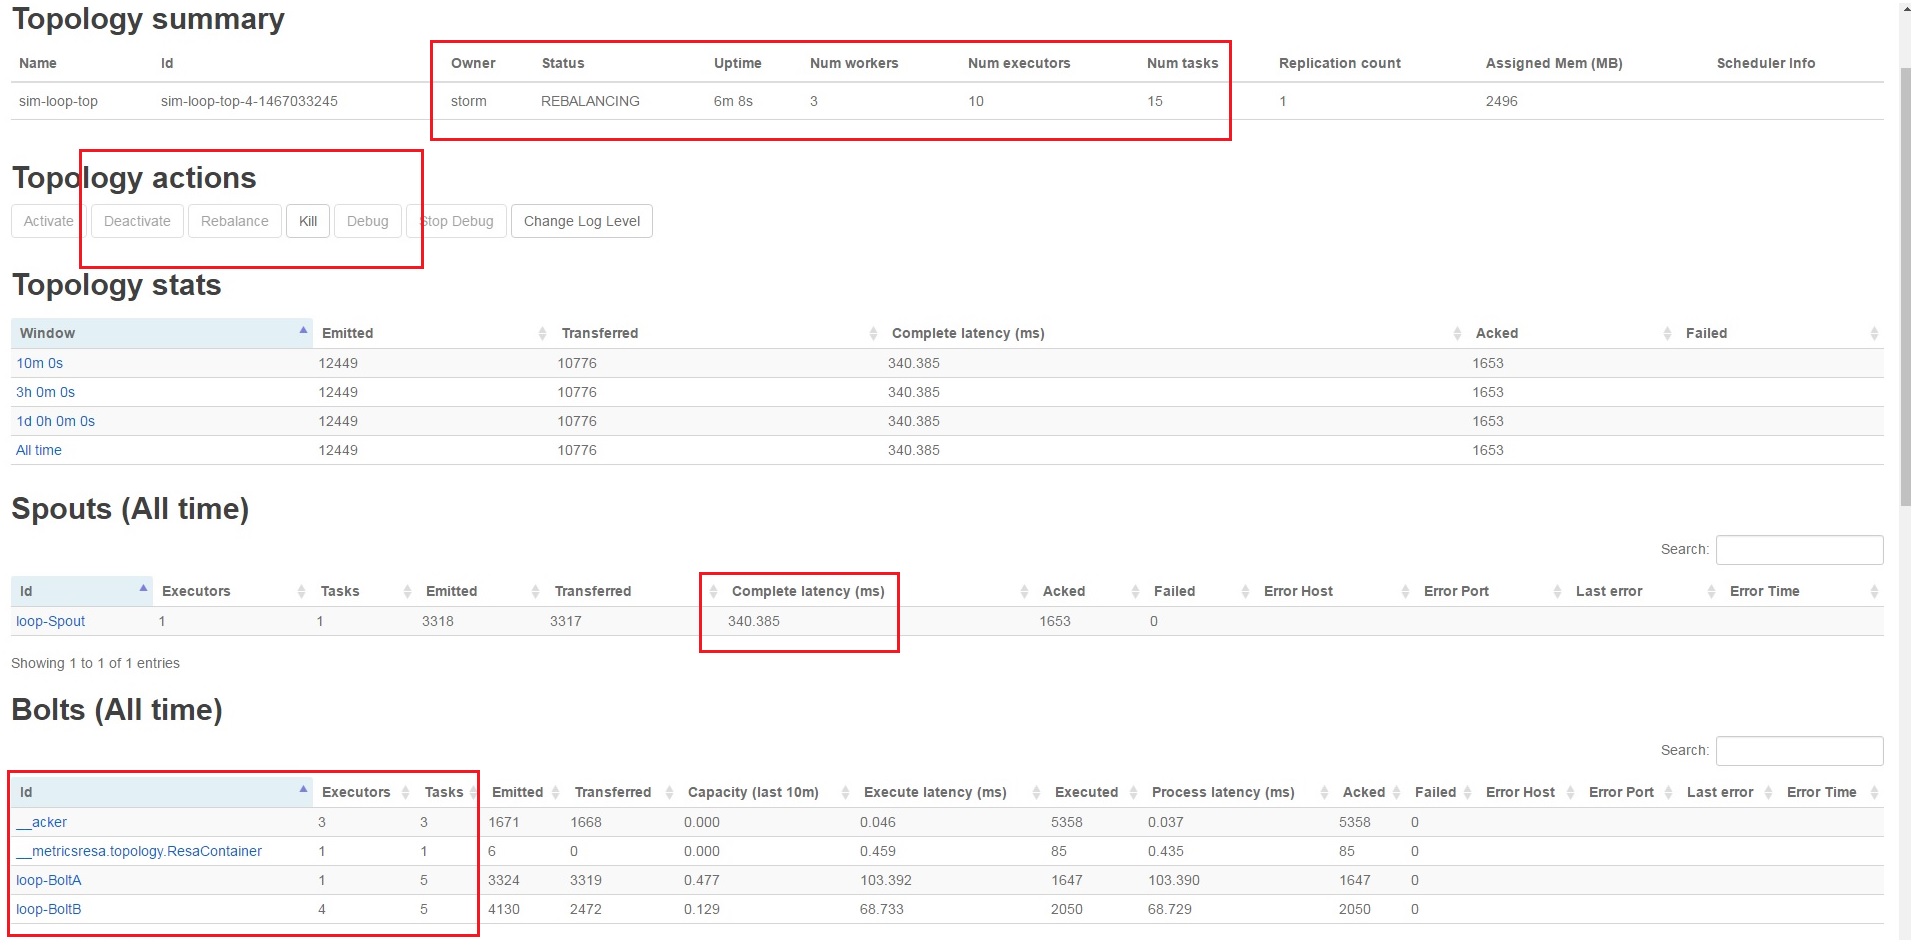 Topology summary
Name Id Owner Status Uptime Num workers Num executors Num tasks Replication count Assigned Mem (MB) Scheduler Info
sim-loop-top sim-loop-top-4-1467033245 storm REBALANCING 6m 8s 3 10 15 1 2496
Topology actions
Activate Deactivate Rebalance Kill Debug Stop Debug Change Log Level
Topology stats
Window Emitted Transferred Complete latency (ms) Acked Failed
10m 0s 12449 10776 340.385 1653
3h 0m 0s 12449 10776 340.385 1653
1d 0h 0m 0s 12449 10776 340.385 1653
All time 12449 10776 340.385 1653
Spouts (All time)
Search:
Id Executors Tasks Emitted Transferred Complete latency (ms) Acked Failed Error Host Error Port Last error Error Time
loop-Spout 1 1 3318 3317 340.385 1653 0
Showing 1 to 1 of 1 entries
Bolts (All time)
Search:
Id Executors Tasks Emitted Transferred Capacity (last 10m) Execute latency (ms) Executed Process latency (ms) Acked Failed Error Host Error Port Last error Error Time
__acker 3 3 1671 1668 0.000 0.046 5358 0.037 5358 0
__metricsresa.topology.ResaContainer 1 1 6 0 0.000 0.459 85 0.435 85 0
loop-BoltA 1 5 3324 3319 0.477 103.392 1647 103.390 1647 0
loop-BoltB 4 5 4130 2472 0.129 68.733 2050 68.729 2050 0